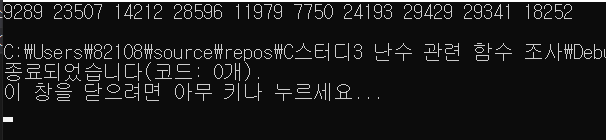 9289 23507 14212 28596 11979 7750 24193 29429 29341 18252
C:₩Users₩82108₩source₩repos₩C스터디3 난수 관련 함수 조사₩Debu
종료되었습니다(코드: 0개).
이 창을 닫으려면 아무 키나 누르세요...